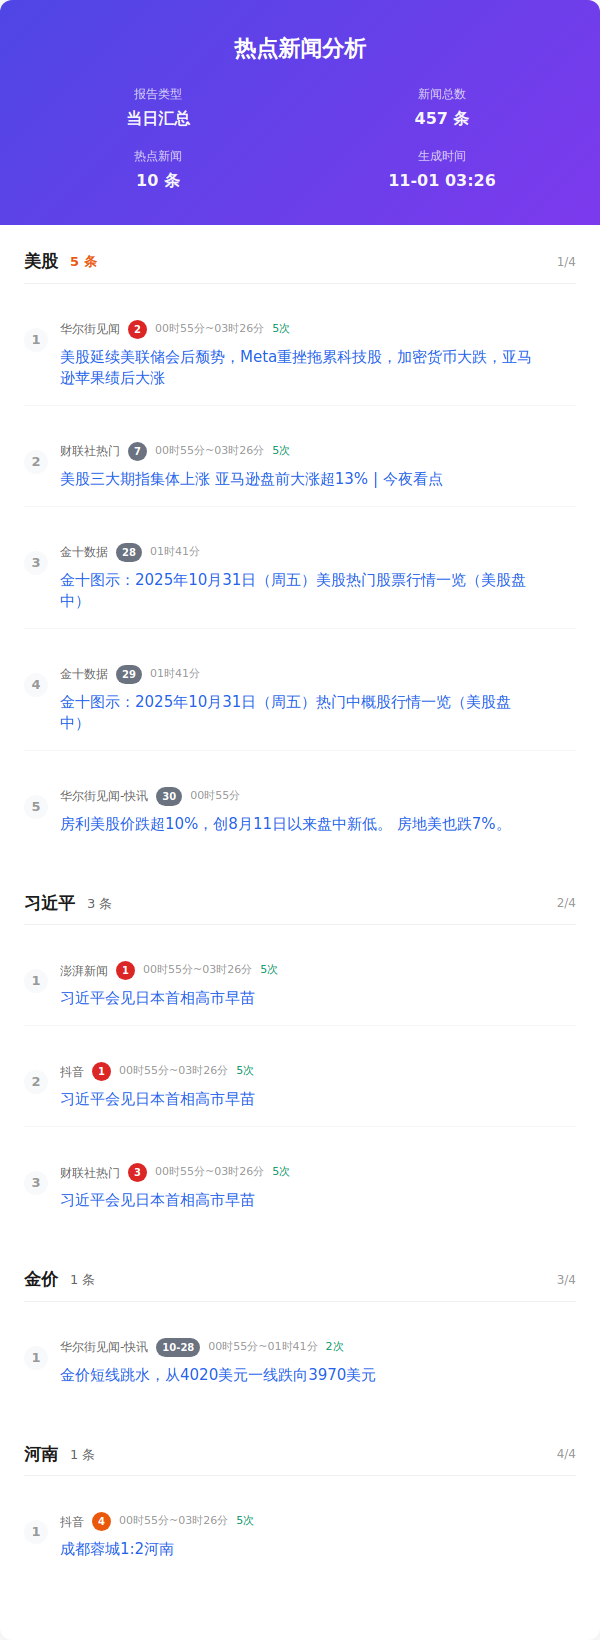 热点新闻分析
报告类型
新闻总数
当日汇总
457 条
热点新闻
生成时间
10 条
11-01 03:26
美股 5 条 1/4
1
华尔街见闻 2 00时55分~03时26分 5次
美股延续美联储会后颓势，Meta重挫拖累科技股，加密货币大跌，亚马
逊苹果绩后大涨
2
财联社热门 7 00时55分~03时26分 5次
美股三大期指集体上涨 亚马逊盘前大涨超13% | 今夜看点
3
金十数据 28 01时41分
金十图示：2025年10月31日（周五）美股热门股票行情一览（美股盘
中）
4
金十数据 29 01时41分
金十图示：2025年10月31日（周五）热门中概股行情一览（美股盘
中）
5
华尔街见闻-快讯 30 00时55分
房利美股价跌超10%，创8月11日以来盘中新低。 房地美也跌7%。
习近平 3 条 2/4
1
澎湃新闻 1 00时55分~03时26分 5次
习近平会见日本首相高市早苗
2
抖音 1 00时55分~03时26分 5次
习近平会见日本首相高市早苗
3
财联社热门 3 00时55分~03时26分 5次
习近平会见日本首相高市早苗
金价 1 条 3/4
1
华尔街见闻-快讯 10-28 00时55分~01时41分 2次
金价短线跳水，从4020美元一线跌向3970美元
河南 1 条 4/4
1
抖音 4 00时55分~03时26分 5次
成都蓉城1:2河南